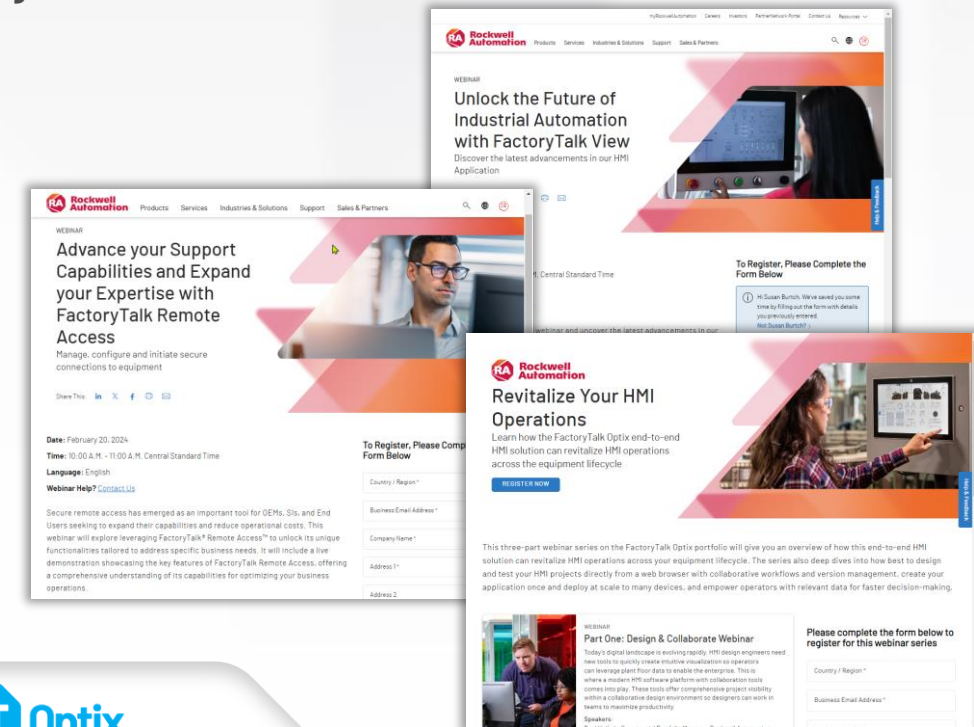 myRockwellAutomation Careers Investors PartnerNetwork Portal Contact Us Resources
RA Rockwell Automation
Products Services Industries & Solutions Support Sales & Partners
WEBINAR
Unlock the Future of
Industrial Automation
with FactoryTalk View
Discover the latest advancements in our HMI
Application
Help & Feedback
M. Central Standard Time
To Register, Please Complete the
Form Below
Hi Susan Burtch. We've saved you some
time by filling out the form with details
you previously entered.
Not Susan Burtch?
webinar and uncover the latest advancements in our
RA Rockwell Automation
Products Services Industries & Solutions Support Sales & Partners
WEBINAR
Advance your Support
Capabilities and Expand
your Expertise with
FactoryTalk Remote
Access
Manage, configure and initiate secure
connections to equipment
Share This
Date: February 20, 2024
Time: 10:00 A.M. - 11:00 A.M. Central Standard Time
Language: English
Webinar Help? Contact Us
Secure remote access has emerged as an important tool for OEMs, SIs, and End
Users seeking to expand their capabilities and reduce operational costs. This
webinar will explore leveraging FactoryTalk® Remote Access™ to unlock its unique
functionalities tailored to address specific business needs. It will include a live
demonstration showcasing the key features of FactoryTalk Remote Access, offering
a comprehensive understanding of its capabilities for optimizing your business
operations.
To Register, Please Comp
Form Below
Country / Region *
Business Email Address *
Company Name *
Address 1 *
Address 2
RA Rockwell Automation
Revitalize Your HMI
Operations
Learn how the FactoryTalk Optix end-to-end
HMI solution can revitalize HMI operations
across the equipment lifecycle
REGISTER NOW
Help & Feedback
This three-part webinar series on the FactoryTalk Optix portfolio will give you an overview of how this end-to-end HMI
solution can revitalize HMI operations across your equipment lifecycle. The series also deep dives into how best to design
and test your HMI projects directly from a web browser with collaborative workflows and version management, create your
application once and deploy at scale to many devices, and empower operators with relevant data for faster decision-making.
WEBINAR
Part One: Design & Collaborate Webinar
Today's digital landscape is evolving rapidly. HMI design engineers need
new tools to quickly create intuitive visualization so operators
can leverage plant floor data to enable the enterprise. This is
where a modern HMI software platform with collaboration tools
comes into play. These tools offer comprehensive project visibility
within a collaborative design environment so designers can work in
teams to maximize productivity.
Speakers:
Please complete the form below to
register for this webinar series
Country / Region *
Business Email Address *
Optix